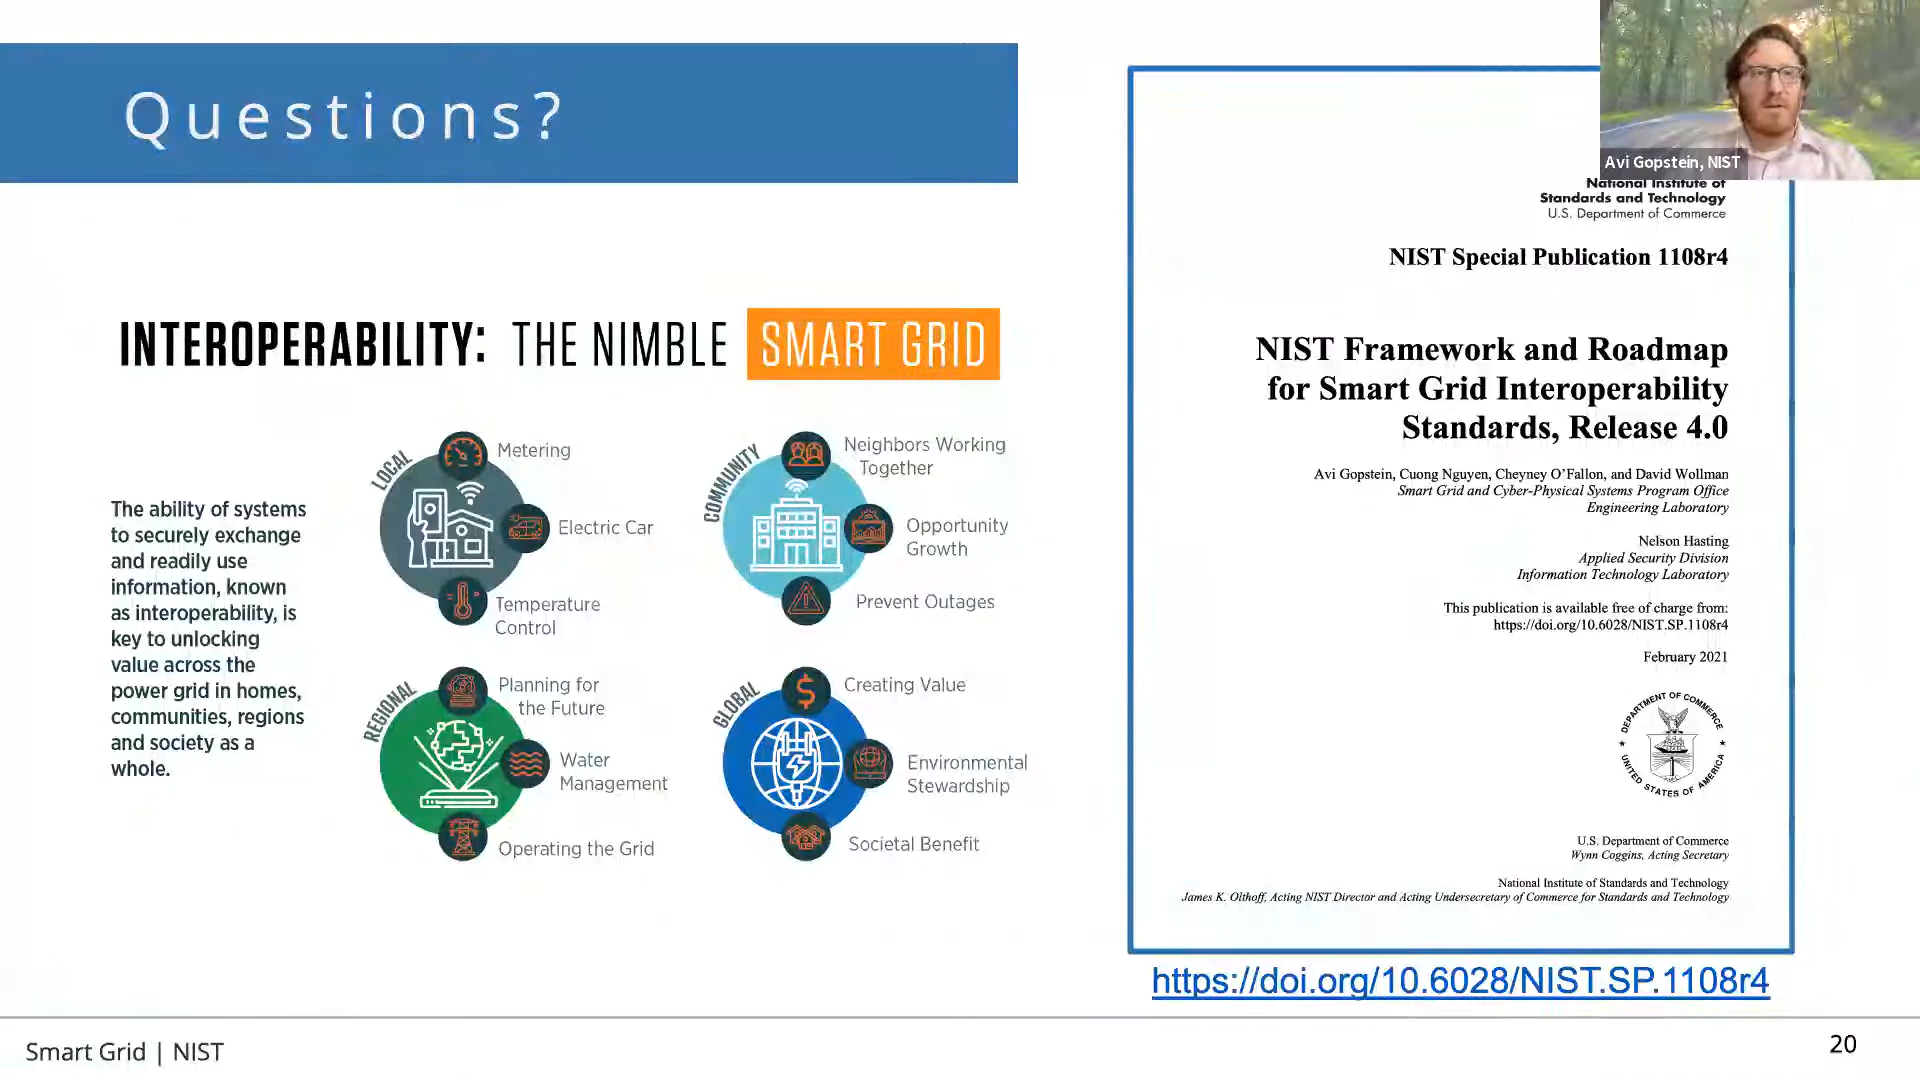 Questions?
INTEROPERABILITY: THE NIMBLE SMART GRID
The ability of systems
to securely exchange
and readily use
information, known
as interoperability, is
key to unlocking
value across the
power grid in homes,
communities, regions
and society as a
whole.
LOCAL
Metering
Electric Car
Temperature
Control
COMMUNITY
Neighbors Working
Together
Opportunity
Growth
Prevent Outages
REGIONAL
Planning for
the Future
Water
Management
Operating the Grid
GLOBAL
Creating Value
Environmental
Stewardship
Societal Benefit
Avi Gopstein, NIST
National Institute of
Standards and Technology
U.S. Department of Commerce
NIST Special Publication 1108r4
NIST Framework and Roadmap
for Smart Grid Interoperability
Standards, Release 4.0
Avi Gopstein, Cuong Nguyen, Cheyney O’Fallon, and David Wollman
Smart Grid and Cyber-Physical Systems Program Office
Engineering Laboratory
Nelson Hasting
Applied Security Division
Information Technology Laboratory
This publication is available free of charge from:
https://doi.org/10.6028/NIST.SP.1108r4
February 2021
DEPARTMENT OF COMMERCE
UNITED STATES OF AMERICA
U.S. Department of Commerce
Wynn Coggins, Acting Secretary
National Institute of Standards and Technology
James K. Olthoff, Acting NIST Director and Acting Undersecretary of Commerce for Standards and Technology
https://doi.org/10.6028/NIST.SP.1108r4
Smart Grid | NIST
20